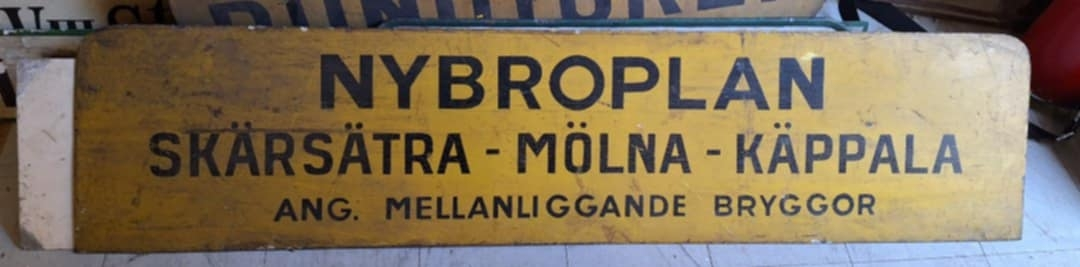 NYBROPLAN
SKÄRSÄTRA - MÖLNA - KÄPPALA
ANG. MELLANLIGGANDE BRYGGOR